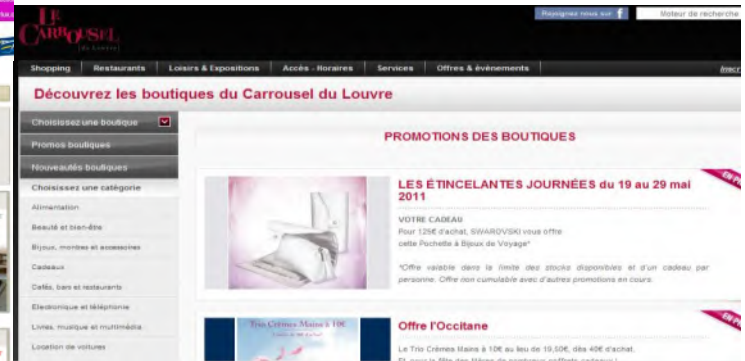 LE
CARROUSEL
du Louvre
Rejoignez nous sur f
Moteur de recherche
Shopping Restaurants Loisirs & Expositions Accès - Horaires Services Offres & évènements
Découvrez les boutiques du Carrousel du Louvre
Choisissez une boutique
Promos boutiques
Nouveautés boutiques
Choisissez une catégorie
Alimentation
Beauté et bien-être
Bijoux, montres et accessoires
Cadeaux
Cafés, bars et restaurants
Electronique et téléphonie
Livres, musique et multimédia
Location de voitures
PROMOTIONS DES BOUTIQUES
LES ÉTINCELANTES JOURNÉES du 19 au 29 mai
2011
VOTRE CADEAU
Pour 125€ d'achat, SWAROVSKI vous offre
cette Pochette à Bijoux de Voyage*
*Offre valable dans la limite des stocks disponibles et d'un cadeau par
personne. Offre non cumulable avec d'autres promotions en cours.
Trio Crèmes Mains à 10€
Offre l'Occitane
Le Trio Crèmes Mains à 10€ au lieu de 19,50€, dès 40€ d'achat.